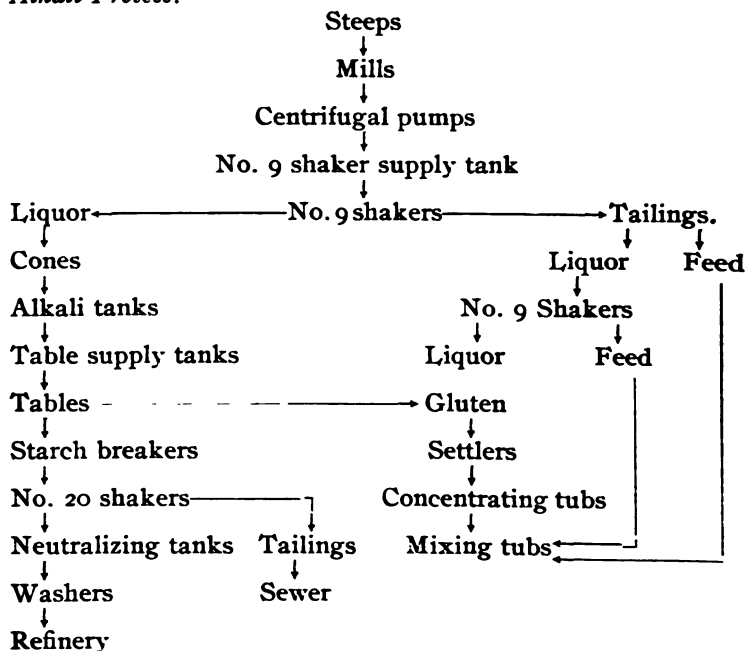 Alkali Process.
Steeps
Mills
Centrifugal pumps
No. 9 shaker supply tank
Liquor No. 9 shakers Tailings.
Cones Liquor Feed
Alkali tanks No. 9 Shakers
Table supply tanks Liquor Feed
Tables Gluten
Starch breakers Settlers
No. 20 shakers Concentrating tubs
Neutralizing tanks Tailings Mixing tubs
Washers Sewer
Refinery